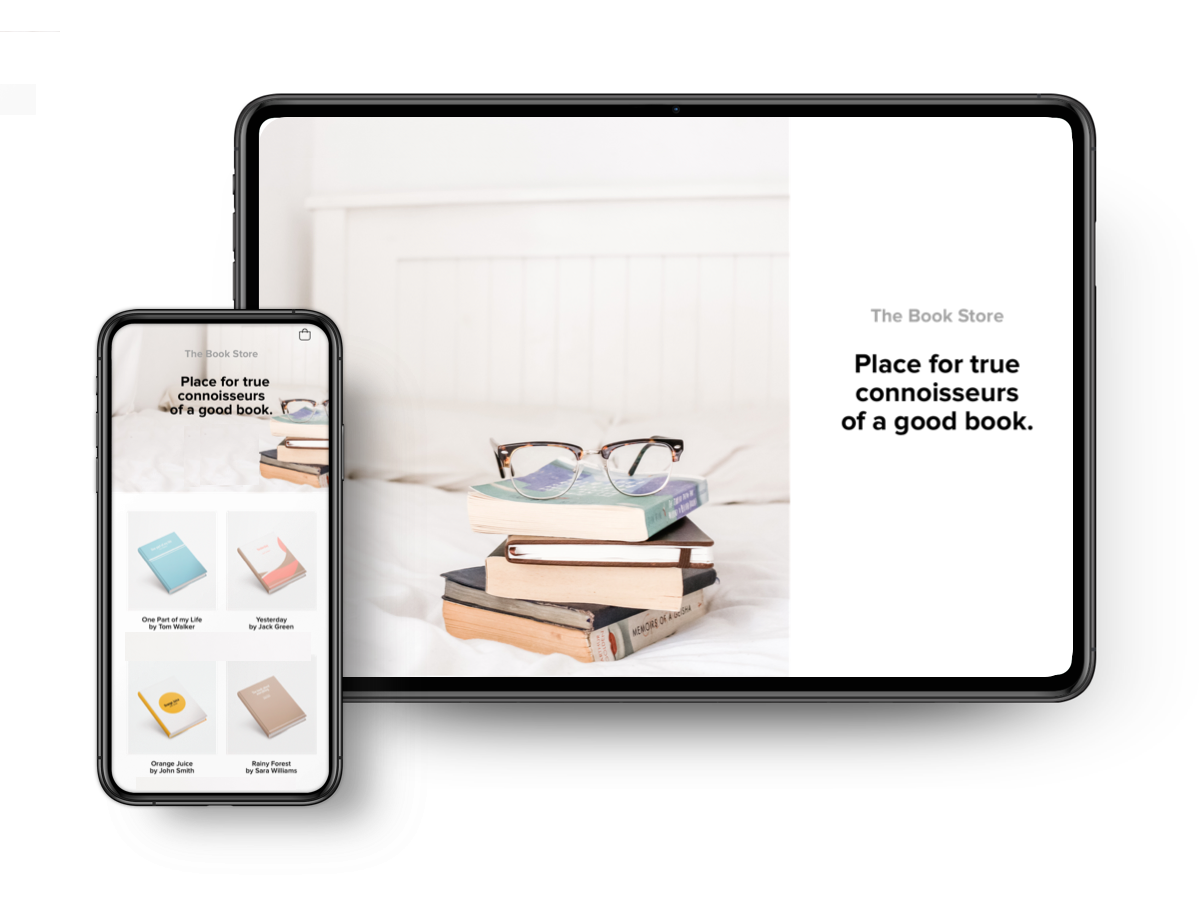 The Book Store
Place for true
connoisseurs
of a good book.
MEMOIRS OF A GEISHA
The Book Store
Place for true
connoisseurs
of a good book.
One Part of my Life
by Tom Walker
Yesterday
by Jack Green
Orange Juice
by John Smith
Rainy Forest
by Sara Williams